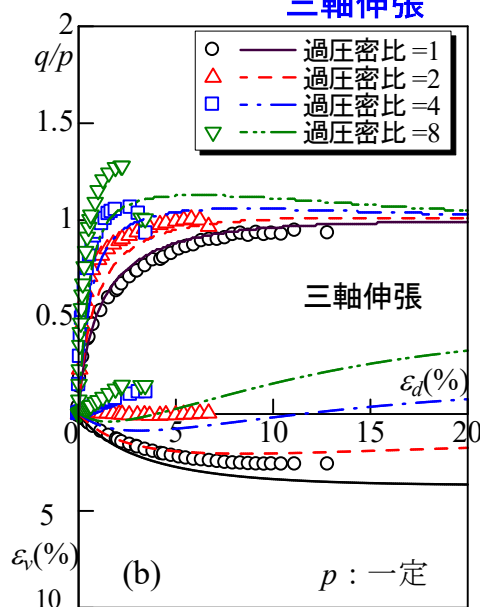 三軸伸張
2
q/p
過圧密比 =1
過圧密比 =2
過圧密比 =4
過圧密比 =8
1.5
1
0.5
三軸伸張
εd(%)
0
5
10
15
20
5
εv(%)
(b)
p：一定
10